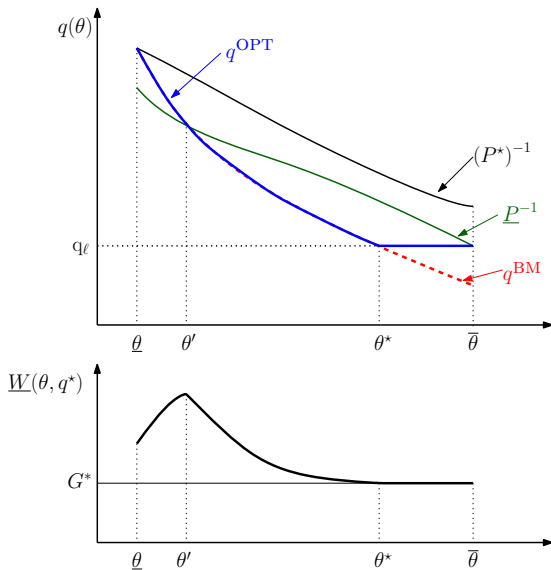 q(θ)
q^OPT
(P⋆)^−1
P̲^−1
q_ℓ
q^BM
θ̲ θ′ θ⋆ θ̅
W̲(θ, q⋆)
G*
θ̲ θ′ θ⋆ θ̅